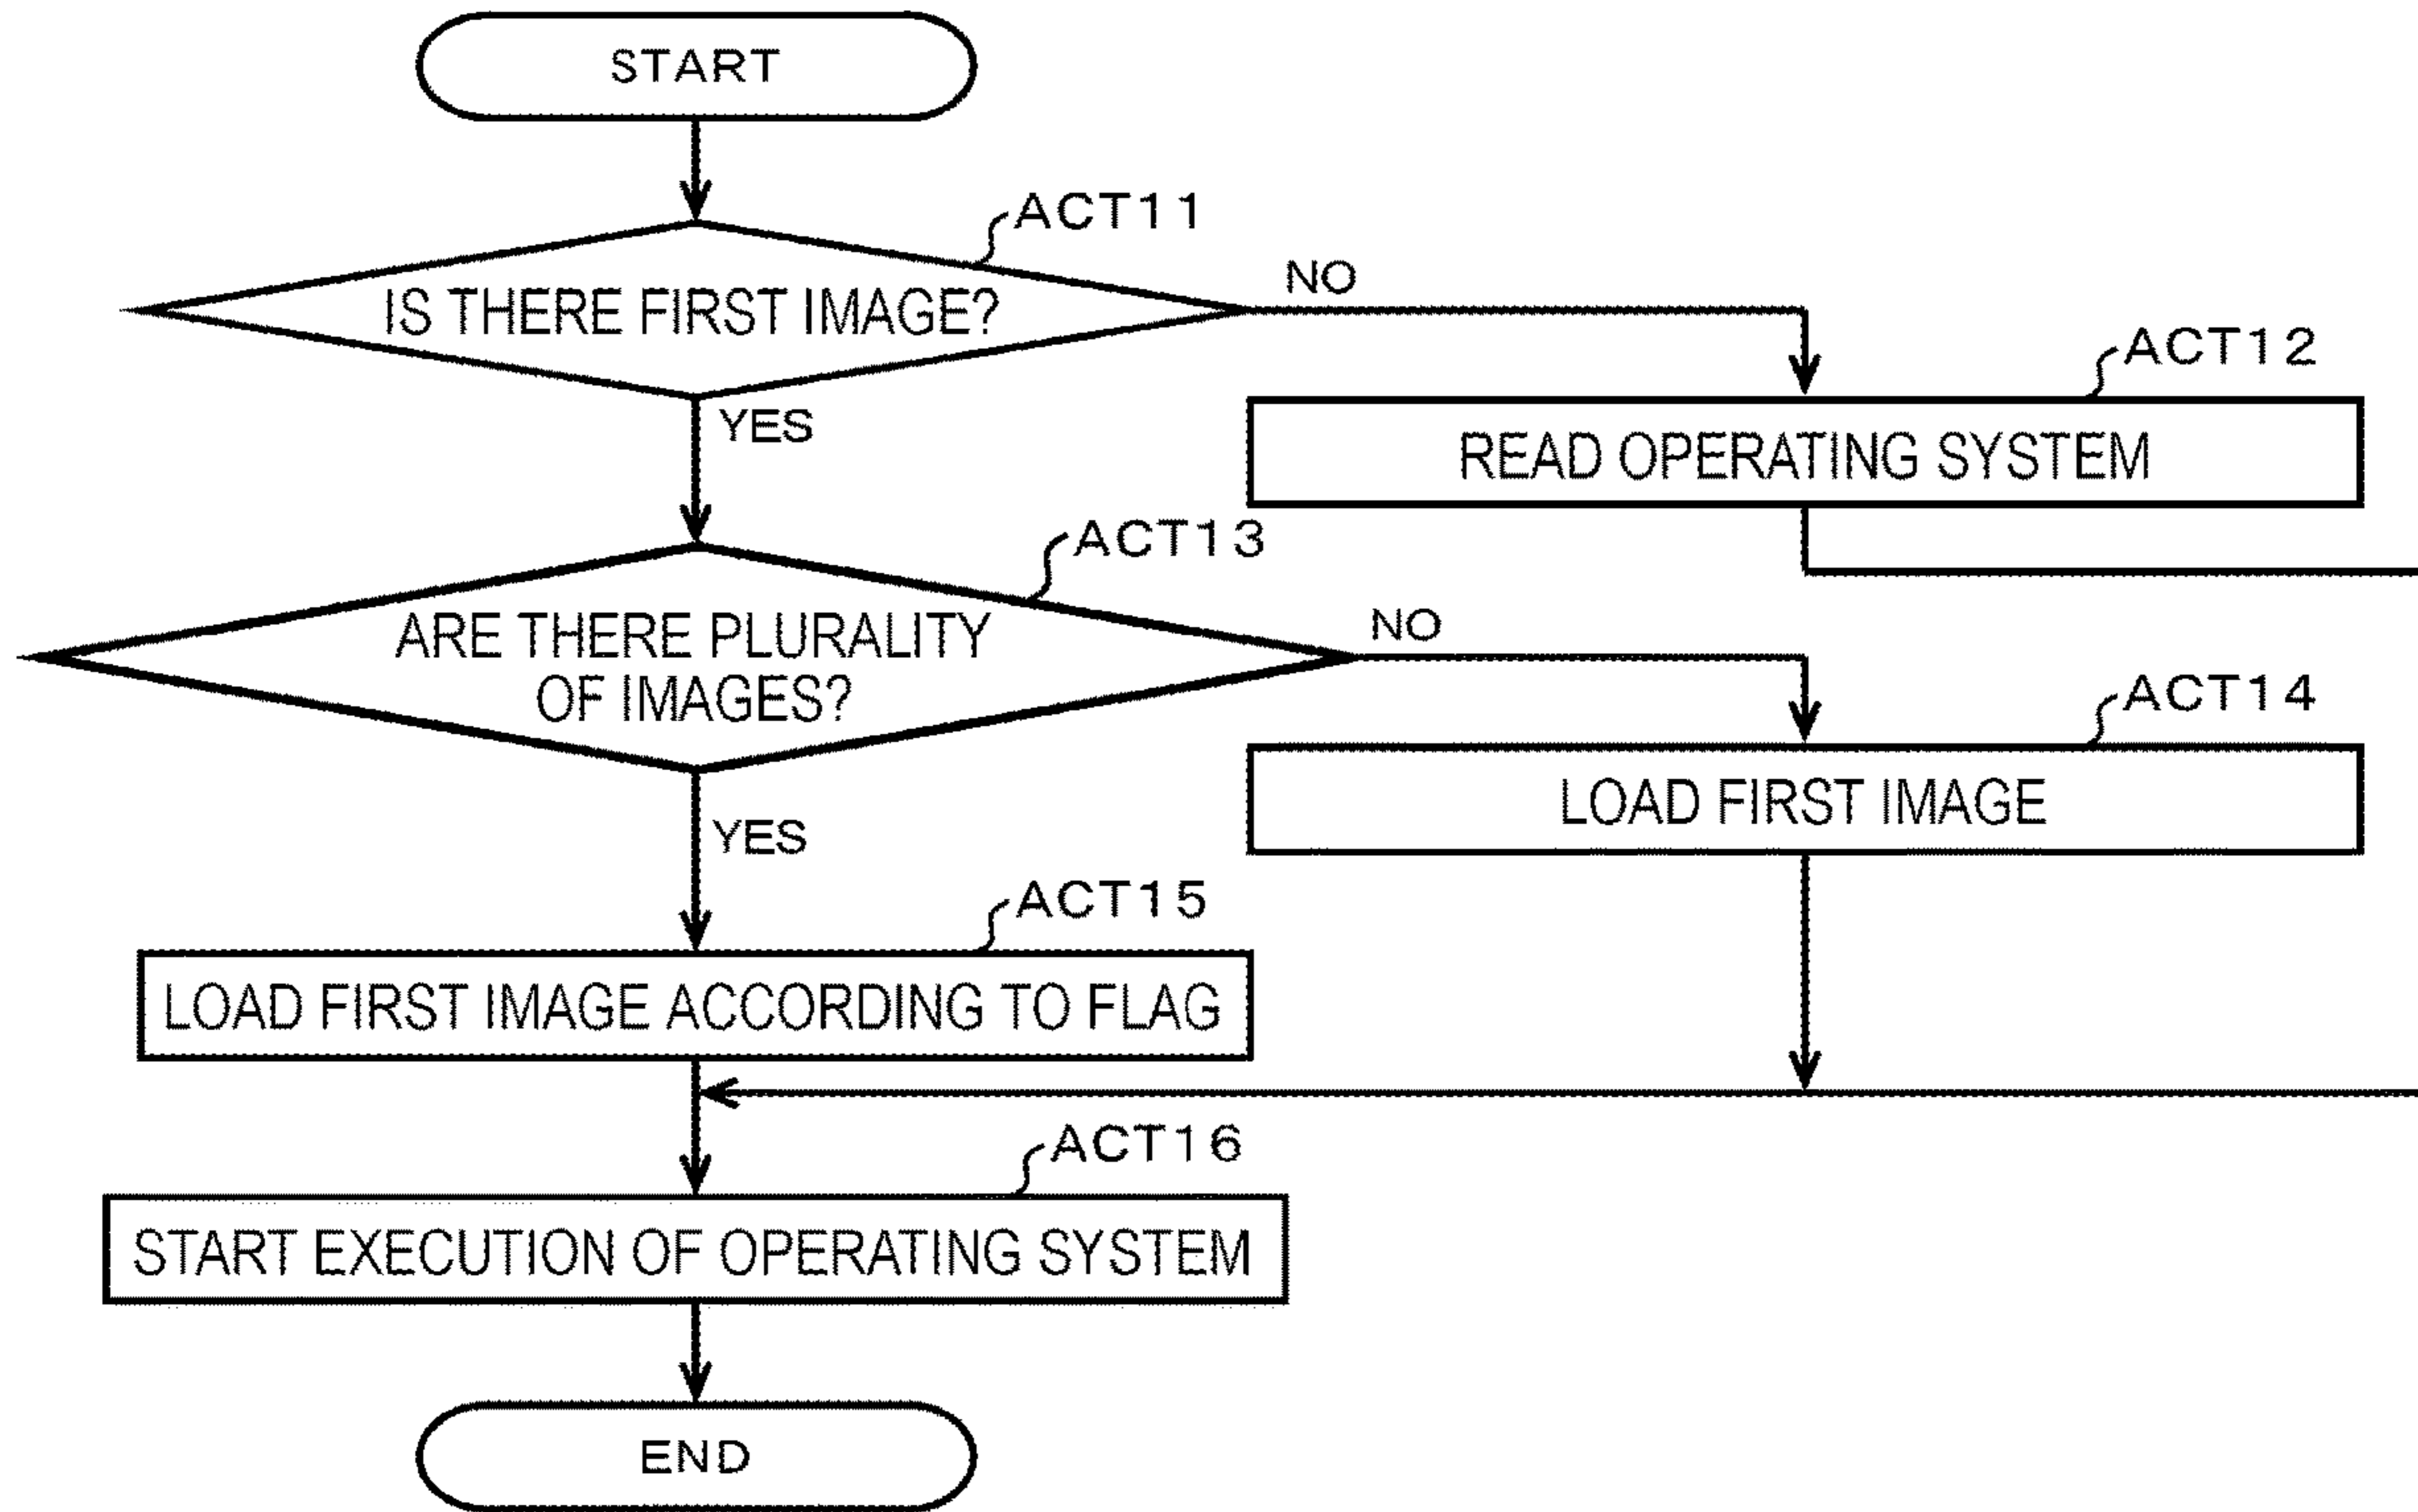 START
ACT11
IS THERE FIRST IMAGE?
NO
YES
ACT12
READ OPERATING SYSTEM
ACT13
ARE THERE PLURALITY
OF IMAGES?
NO
YES
ACT14
LOAD FIRST IMAGE
ACT15
LOAD FIRST IMAGE ACCORDING TO FLAG
ACT16
START EXECUTION OF OPERATING SYSTEM
END